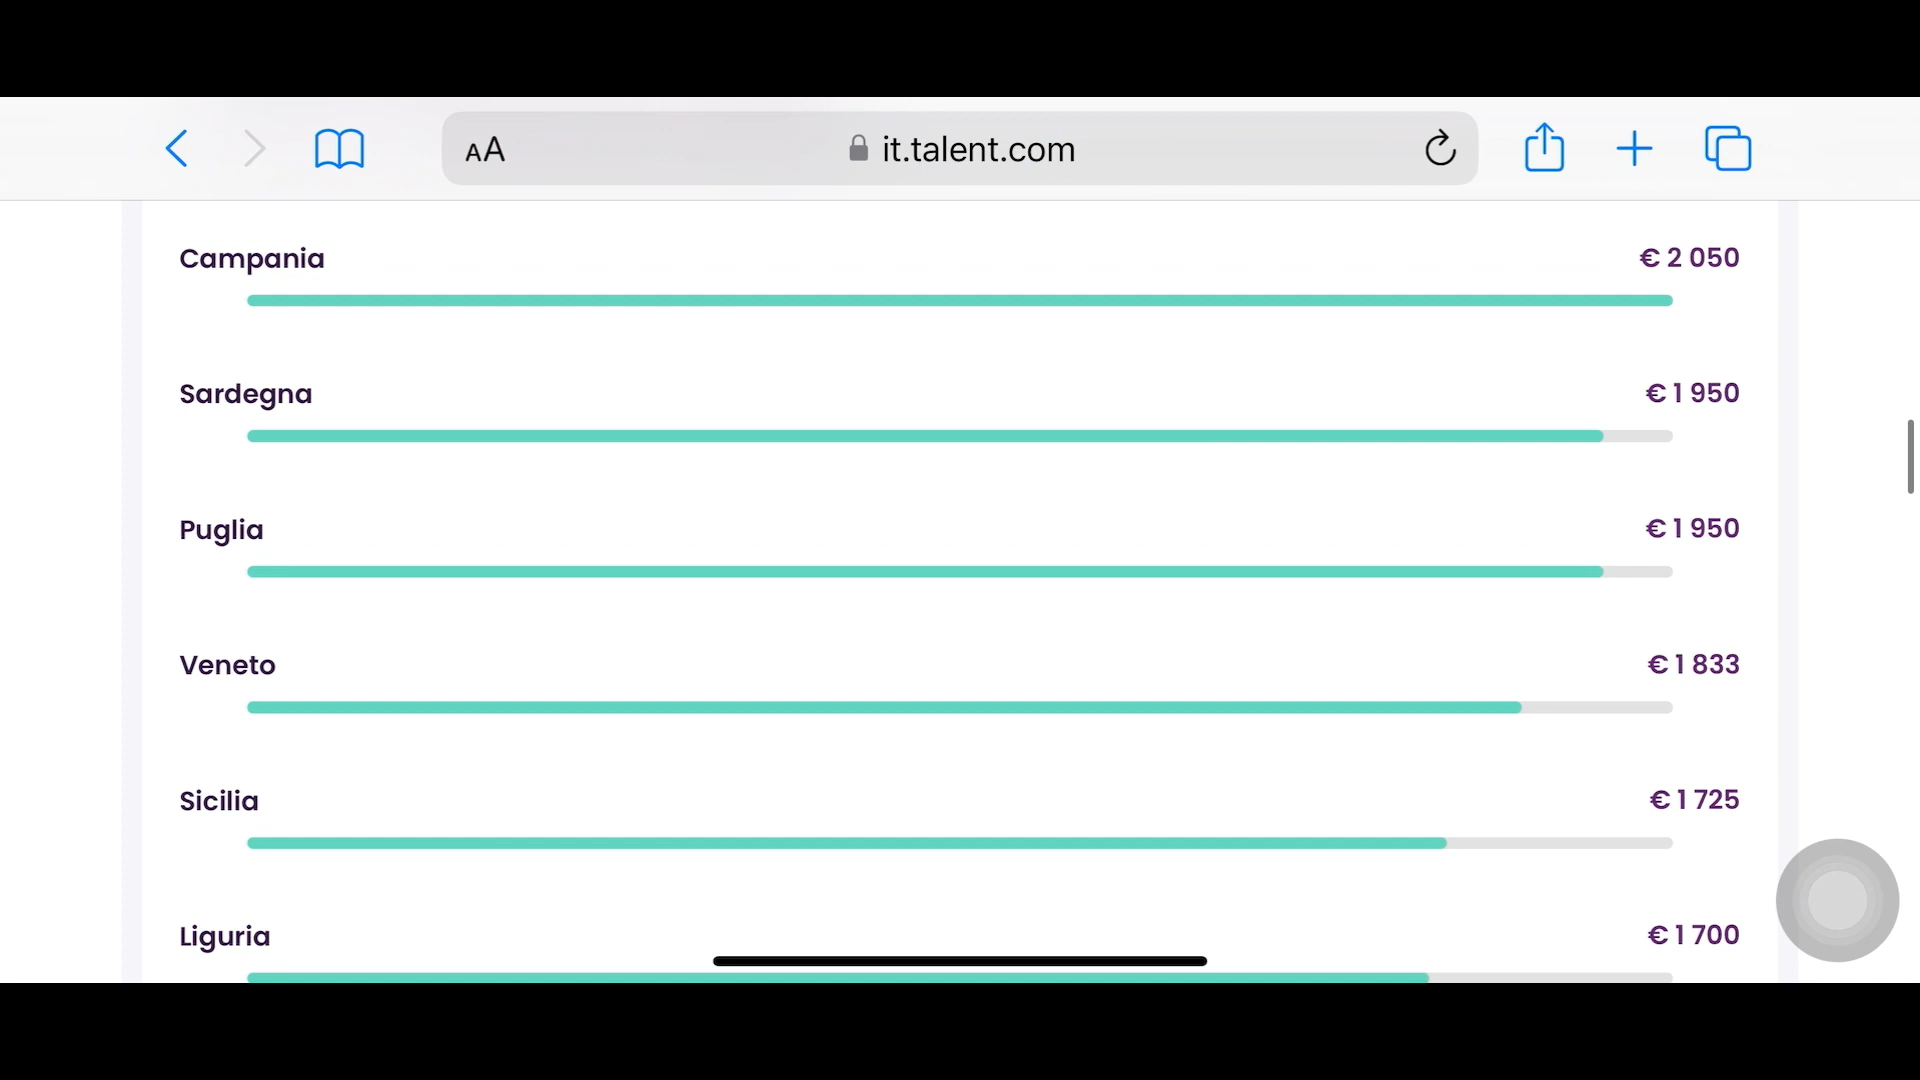 AA it.talent.com
Campania € 2 050
Sardegna € 1 950
Puglia € 1 950
Veneto € 1 833
Sicilia € 1 725
Liguria € 1 700